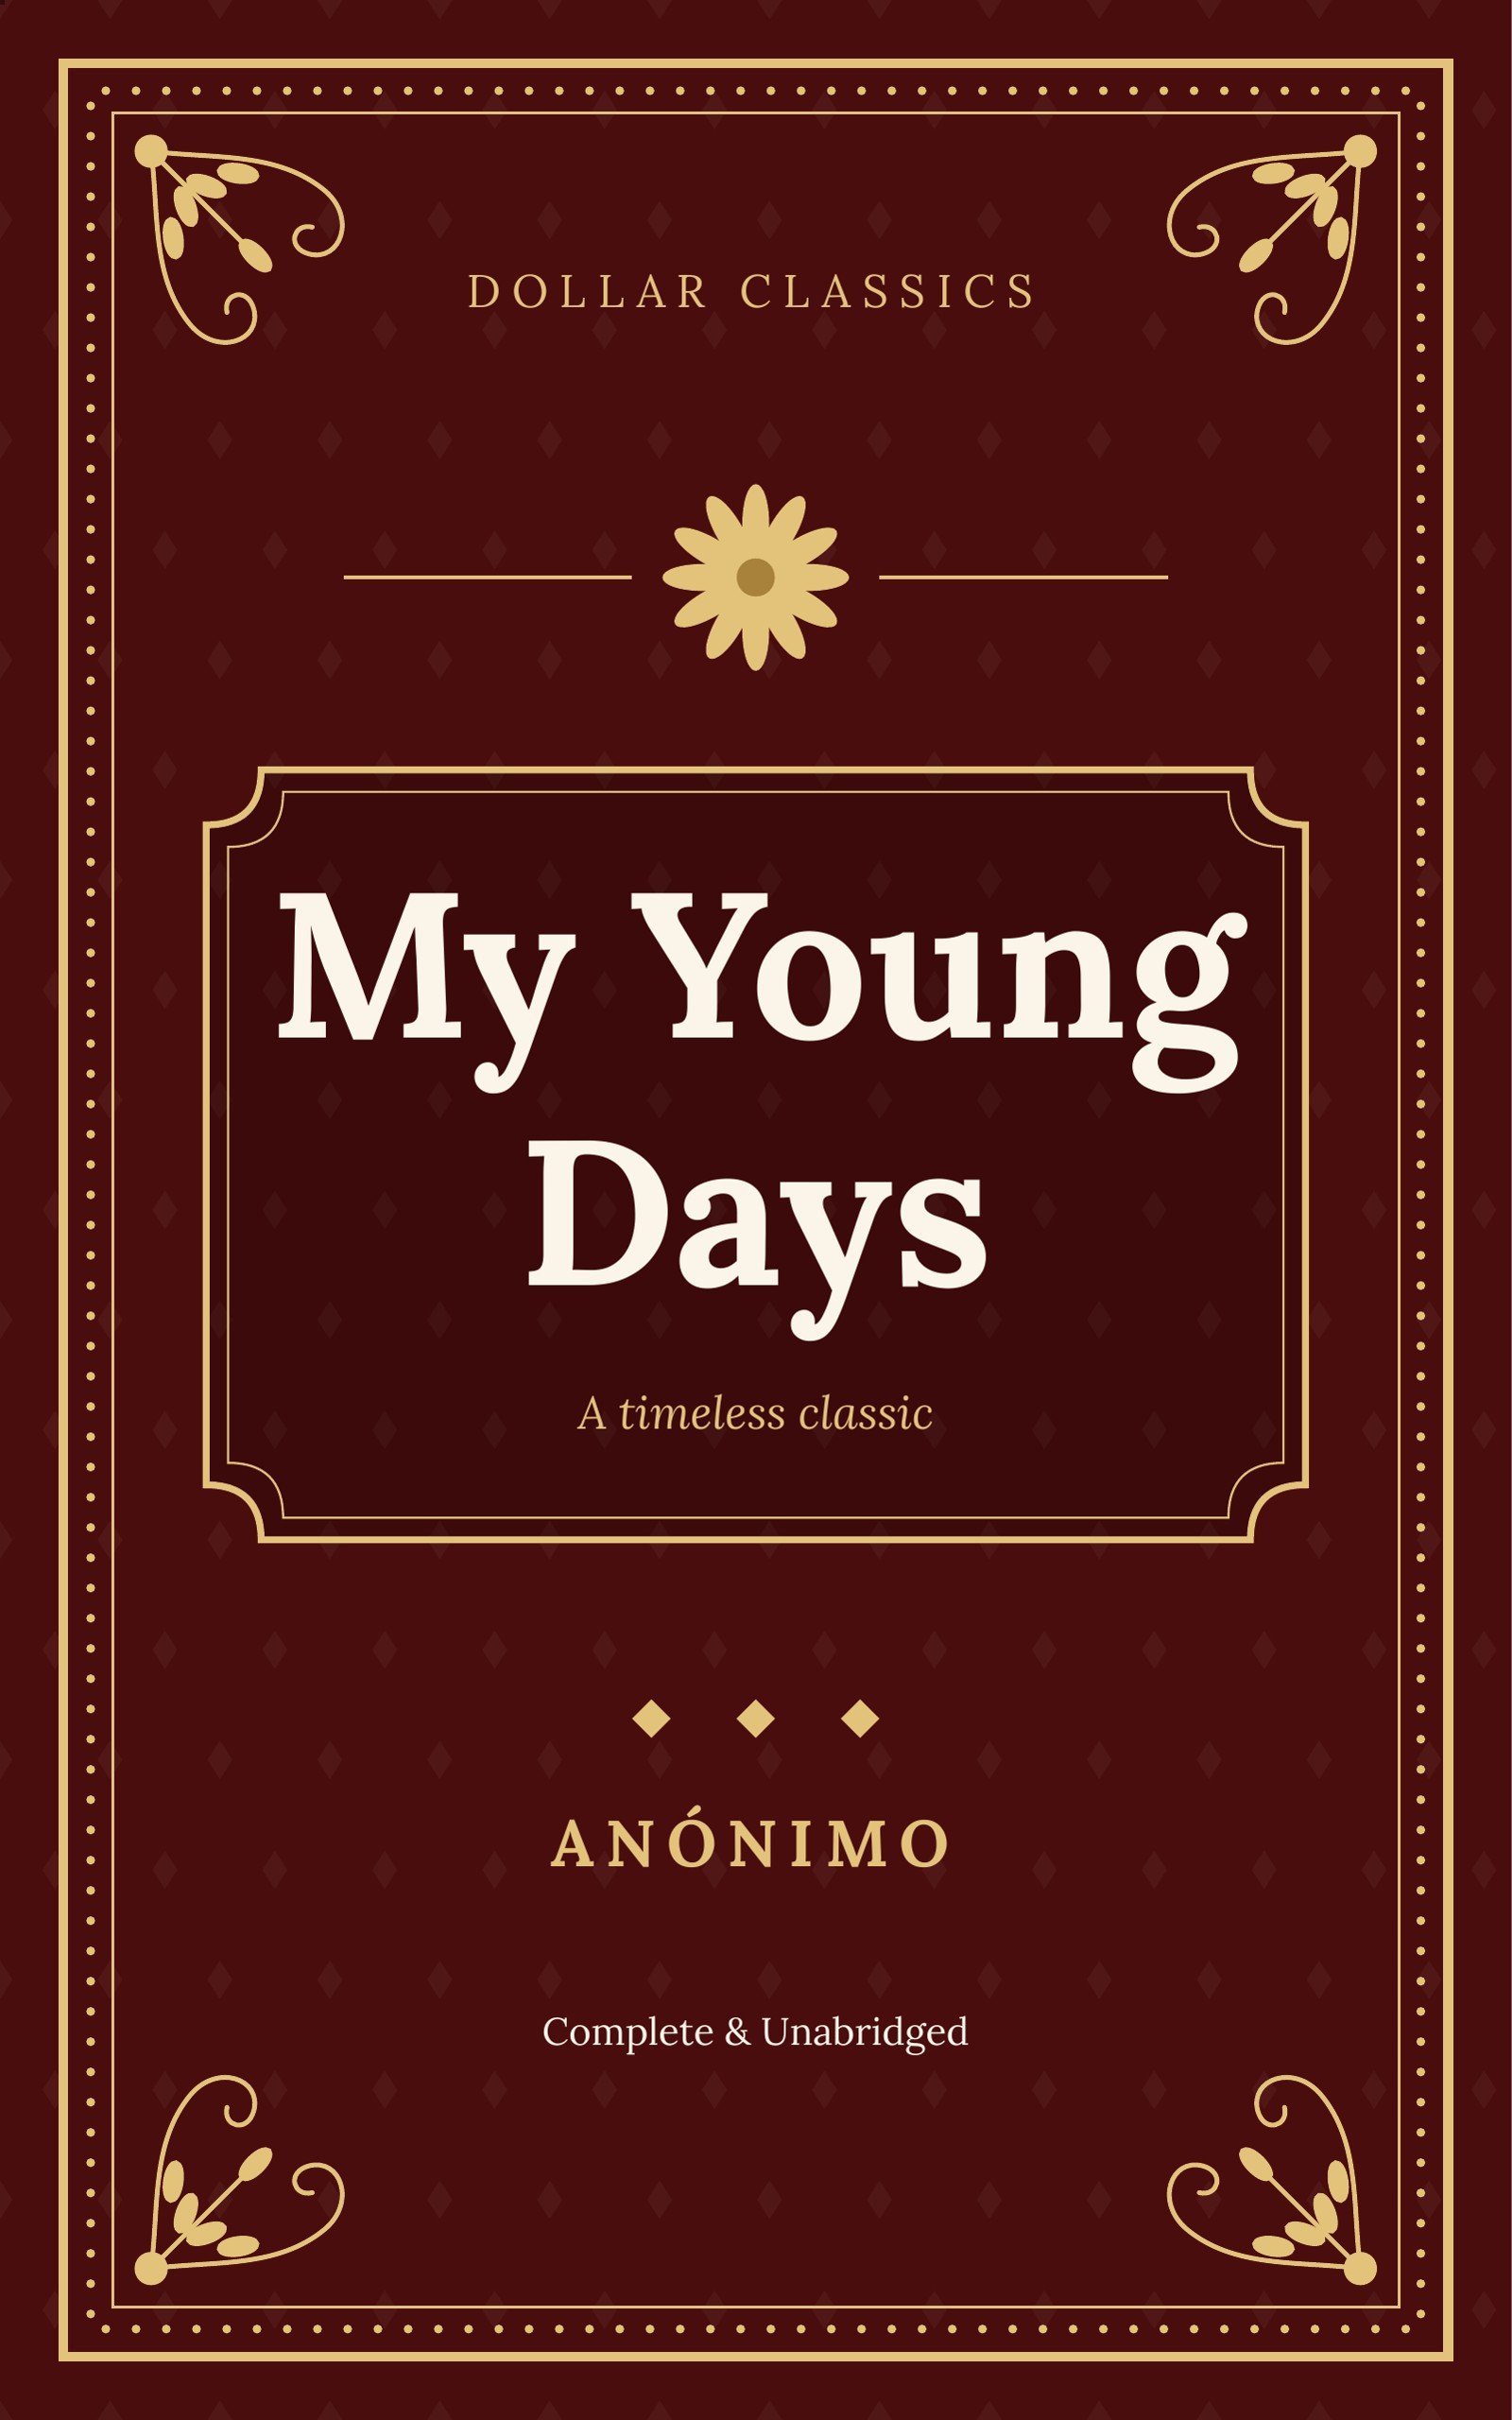 DOLLAR CLASSICS
My Young
Days
A timeless classic
ANÓNIMO
Complete & Unabridged